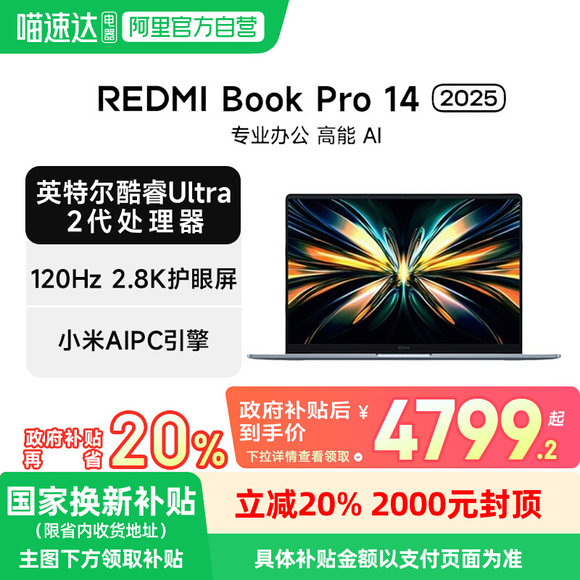 喵速达电器 阿里官方自营
REDMI Book Pro 14 2025
专业办公 高能 AI
英特尔酷睿Ultra
2代处理器
120Hz 2.8K护眼屏
小米AIPC引擎
REDMI
政府补贴
再省20%
政府补贴后
到手价
¥4799.2起
下拉详情查看领取
国家换新补贴
(限省内收货地址)
主图下方领取补贴
立减20% 2000元封顶
具体补贴金额以支付页面为准